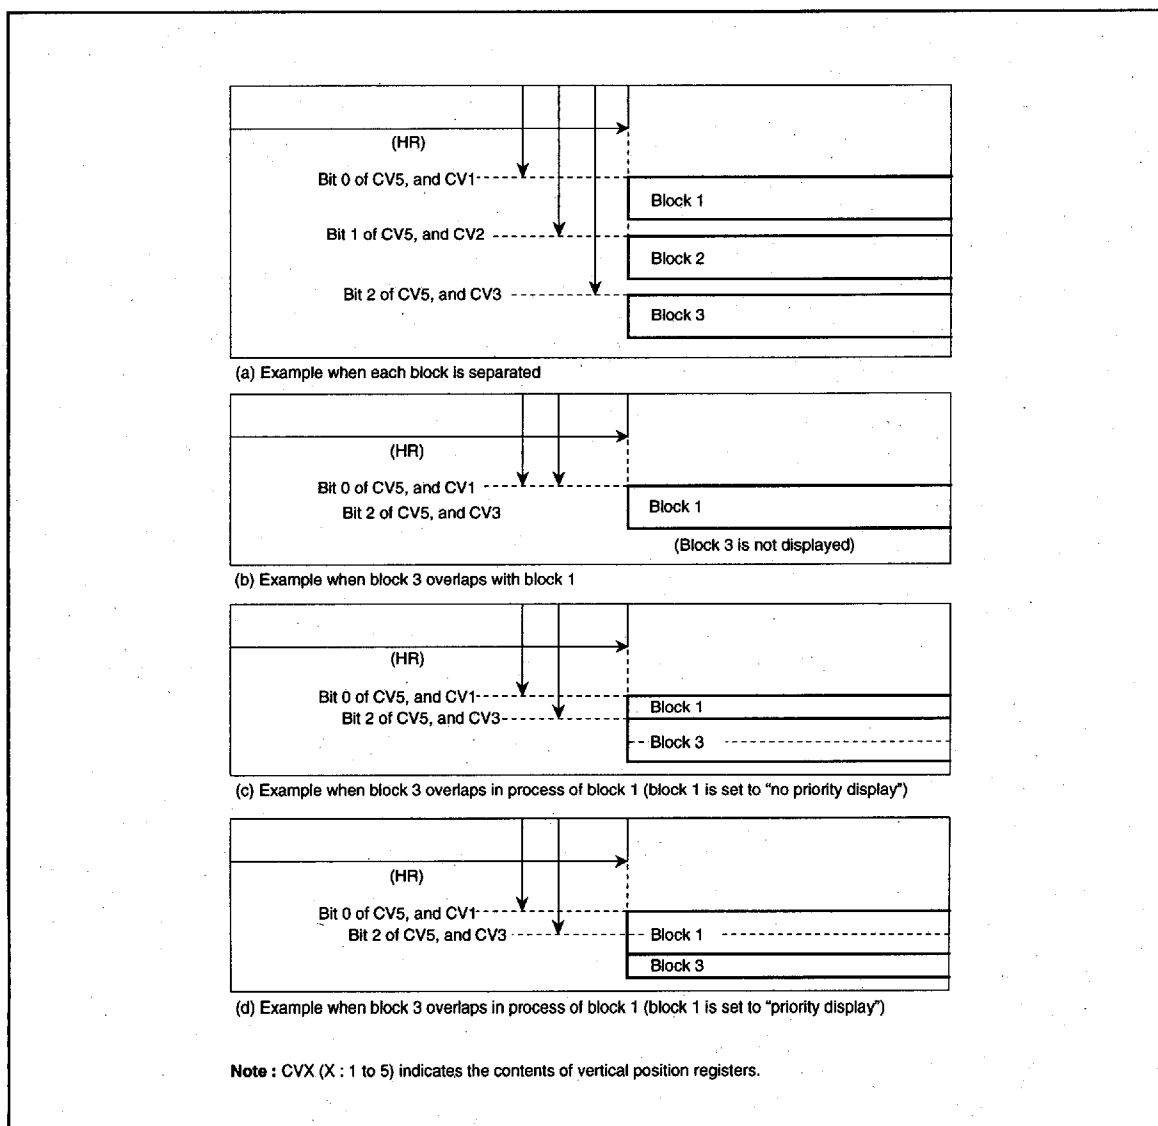 (HR)
Bit 0 of CV5, and CV1
Block 1
Bit 1 of CV5, and CV2
Block 2
Bit 2 of CV5, and CV3
Block 3
(a) Example when each block is separated
(HR)
Bit 0 of CV5, and CV1
Block 1
Bit 2 of CV5, and CV3
(Block 3 is not displayed)
(b) Example when block 3 overlaps with block 1
(HR)
Bit 0 of CV5, and CV1
Block 1
Bit 2 of CV5, and CV3
Block 3
(c) Example when block 3 overlaps in process of block 1 (block 1 is set to "no priority display")
(HR)
Bit 0 of CV5, and CV1
Bit 2 of CV5, and CV3
Block 1
Block 3
(d) Example when block 3 overlaps in process of block 1 (block 1 is set to "priority display")
Note : CVX (X : 1 to 5) indicates the contents of vertical position registers.